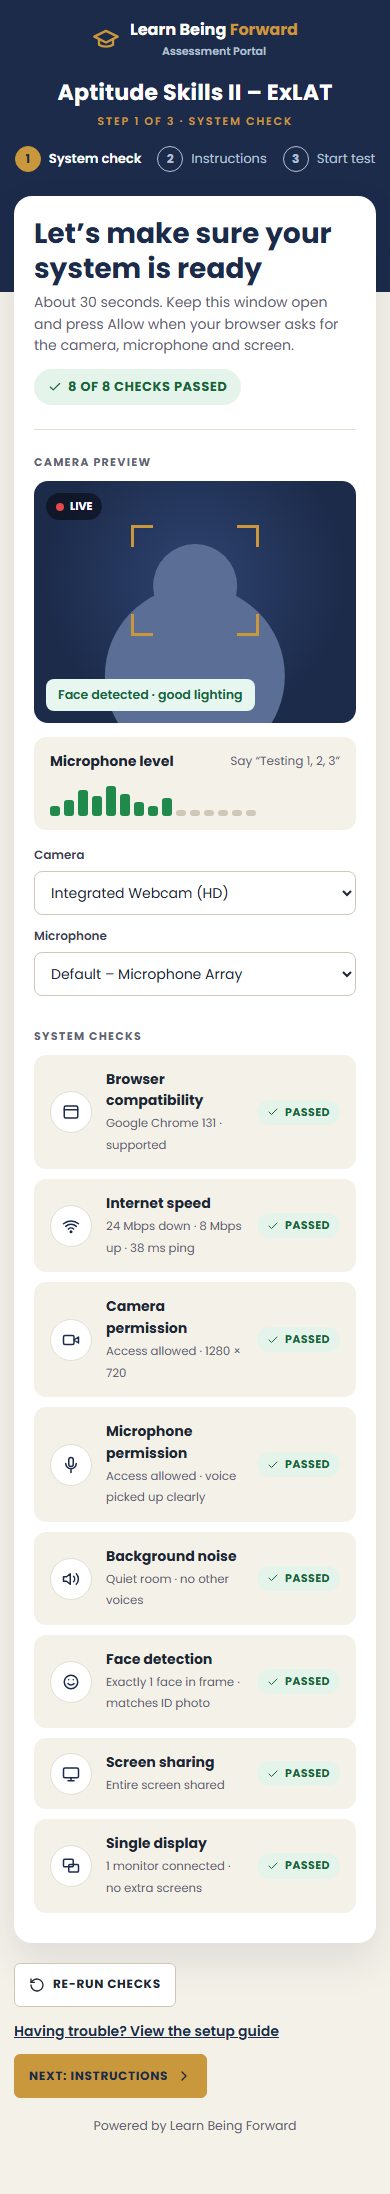 Learn Being Forward
Assessment Portal
Aptitude Skills II – ExLAT
STEP 1 OF 3 · SYSTEM CHECK
1 System check 2 Instructions 3 Start test
Let’s make sure your
system is ready
About 30 seconds. Keep this window open
and press Allow when your browser asks for
the camera, microphone and screen.
8 OF 8 CHECKS PASSED
CAMERA PREVIEW
LIVE
Face detected · good lighting
Microphone level Say “Testing 1, 2, 3”
Camera
Integrated Webcam (HD)
Microphone
Default – Microphone Array
SYSTEM CHECKS
Browser
compatibility
Google Chrome 131 ·
supported
PASSED
Internet speed
24 Mbps down · 8 Mbps
up · 38 ms ping
PASSED
Camera
permission
Access allowed · 1280 ×
720
PASSED
Microphone
permission
Access allowed · voice
picked up clearly
PASSED
Background noise
Quiet room · no other
voices
PASSED
Face detection
Exactly 1 face in frame ·
matches ID photo
PASSED
Screen sharing
Entire screen shared
PASSED
Single display
1 monitor connected ·
no extra screens
PASSED
RE-RUN CHECKS
Having trouble? View the setup guide
NEXT: INSTRUCTIONS
Powered by Learn Being Forward